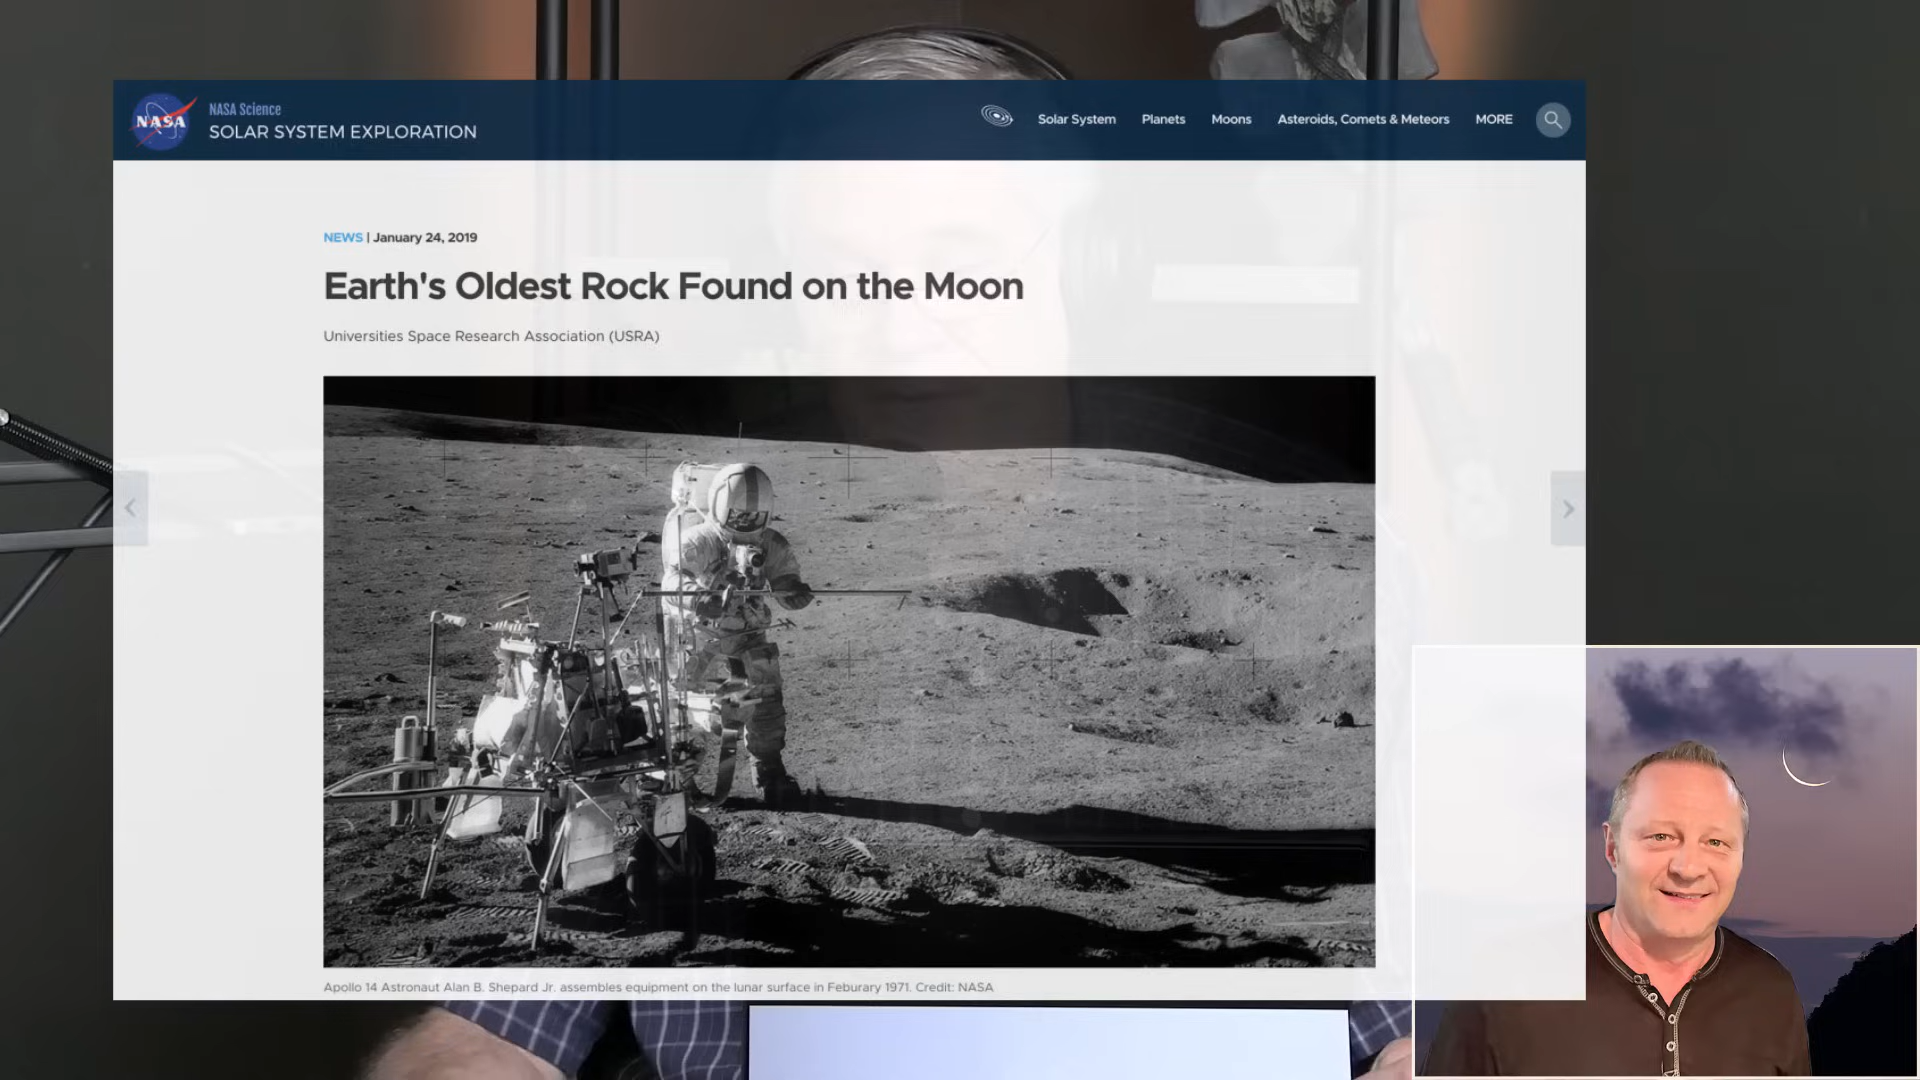 NASA
NASA Science
SOLAR SYSTEM EXPLORATION
Solar System Planets Moons Asteroids, Comets & Meteors MORE
NEWS | January 24, 2019
Earth's Oldest Rock Found on the Moon
Universities Space Research Association (USRA)
Apollo 14 Astronaut Alan B. Shepard Jr. assembles equipment on the lunar surface in Feburary 1971. Credit: NASA